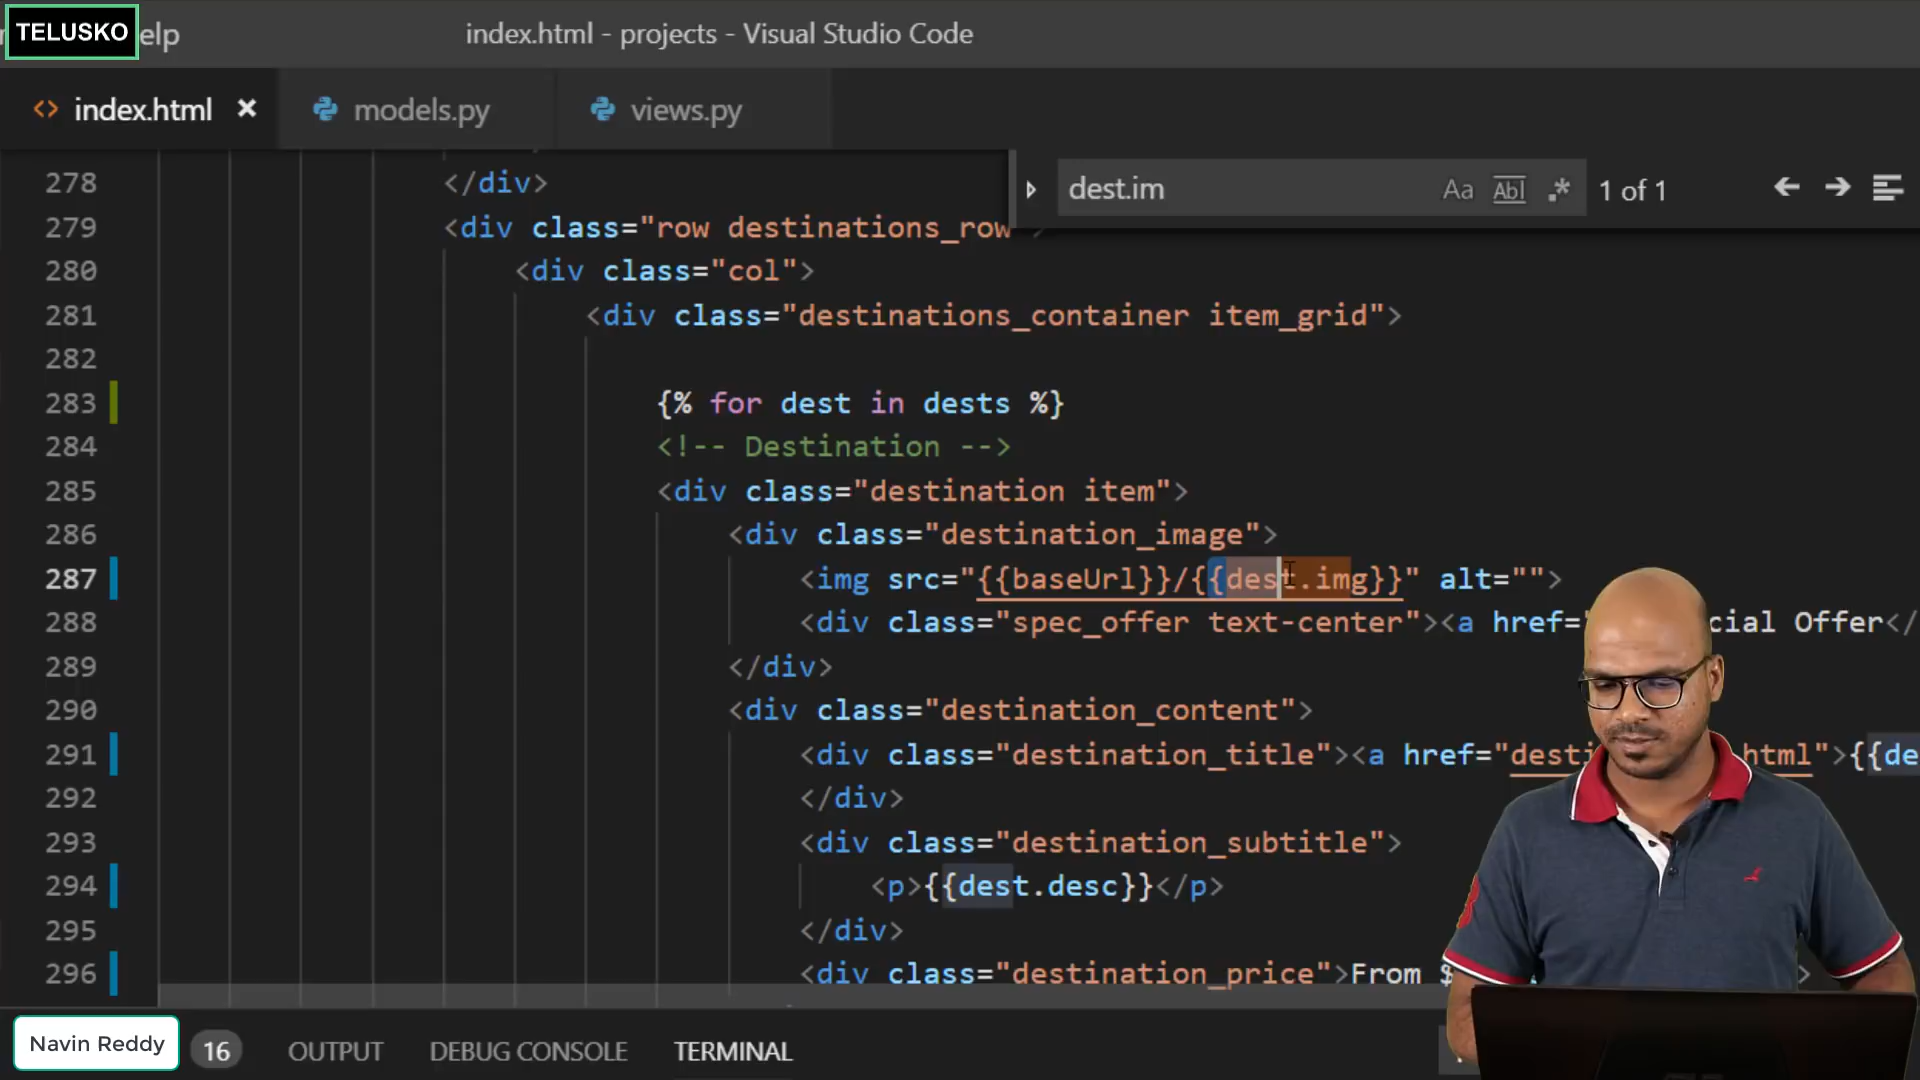 TELUSKO
elp
index.html - projects - Visual Studio Code
index.html
models.py
views.py
dest.im
Aa Abl .* 1 of 1
278 </div>
279 <div class="row destinations_row
280 <div class="col">
281 <div class="destinations_container item_grid">
282
283 {% for dest in dests %}
284 <!-- Destination -->
285 <div class="destination item">
286 <div class="destination_image">
287 <img src="{{baseUrl}}/{{dest.img}}" alt="">
288 <div class="spec_offer text-center"><a href= cial Offer</
289 </div>
290 <div class="destination_content">
291 <div class="destination_title"><a href="desti html">{{de
292 </div>
293 <div class="destination_subtitle">
294 <p>{{dest.desc}}</p>
295 </div>
296 <div class="destination_price">From $ >
Navin Reddy
16 OUTPUT DEBUG CONSOLE TERMINAL